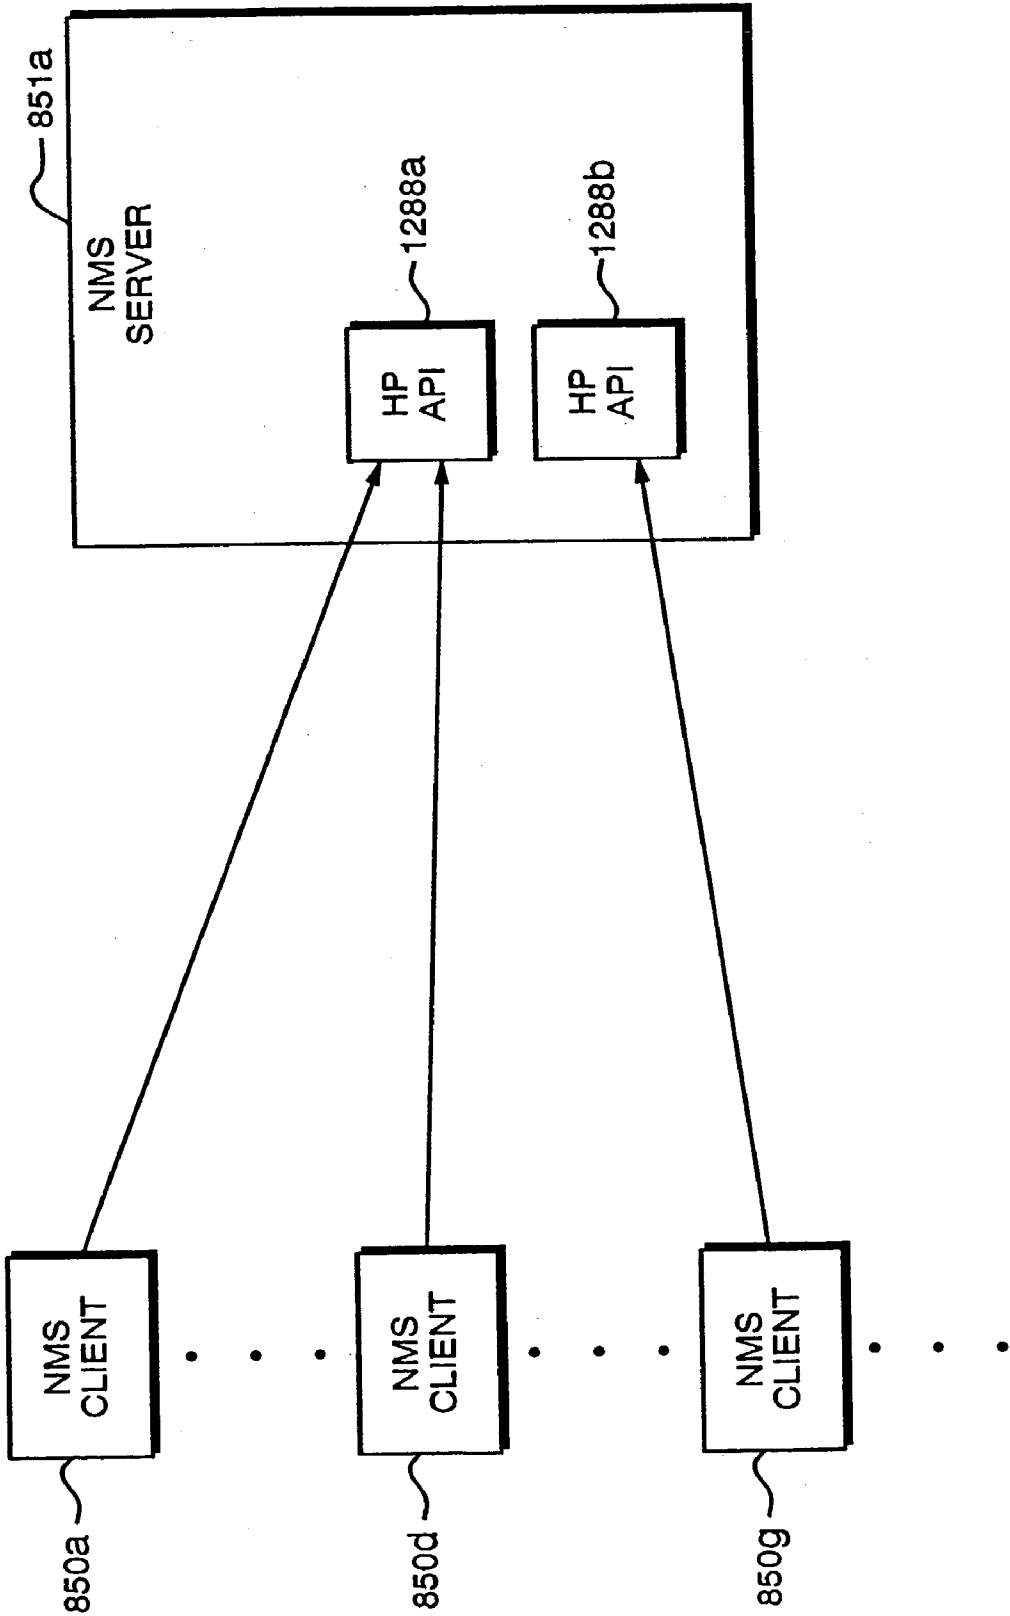 850a
NMS
CLIENT
850d
NMS
CLIENT
850g
NMS
CLIENT
851a
NMS
SERVER
HP
API
1288a
HP
API
1288b